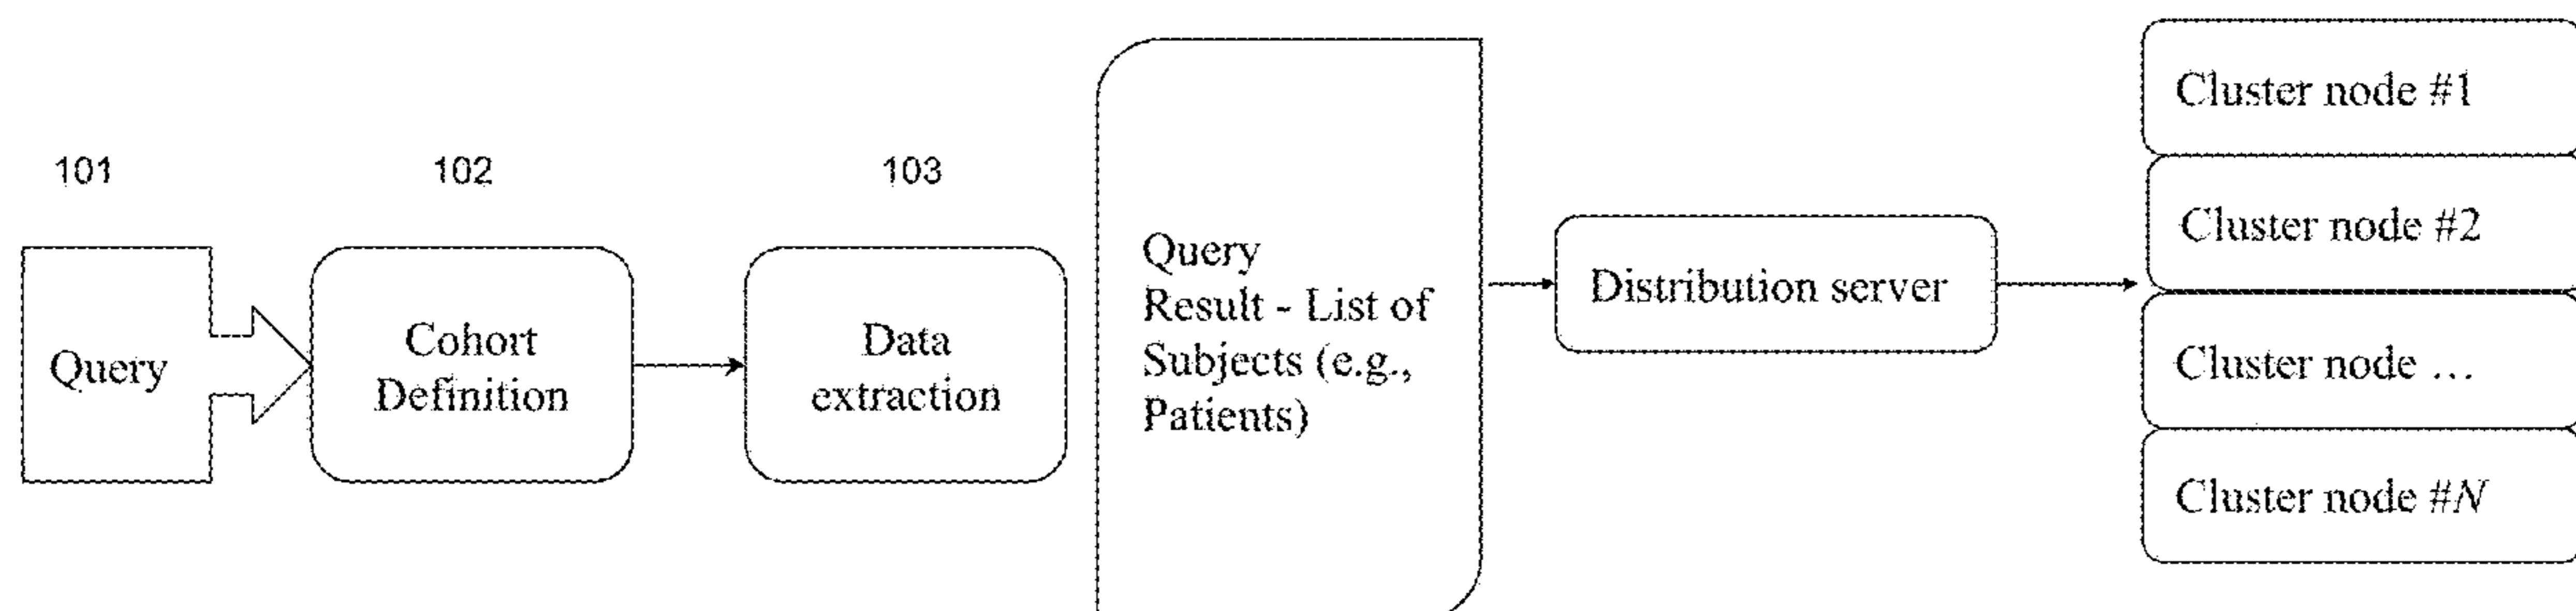 101
102
103
Query
Cohort
Definition
Data
extraction
Query
Result - List of
Subjects (e.g.,
Patients)
Distribution server
Cluster node #1
Cluster node #2
Cluster node ...
Cluster node #N